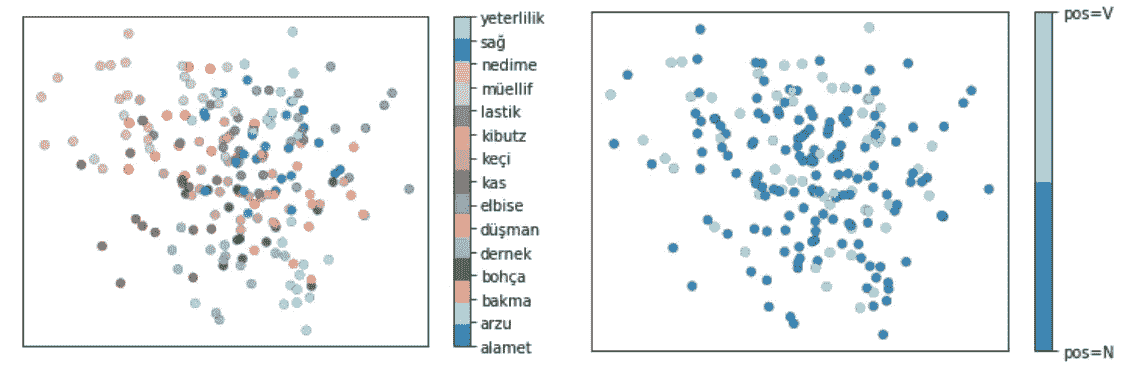 yeterlilik
sağ
nedime
müellif
lastik
kibutz
keçi
kas
elbise
düşman
dernek
bohça
bakma
arzu
alamet
pos=V
pos=N